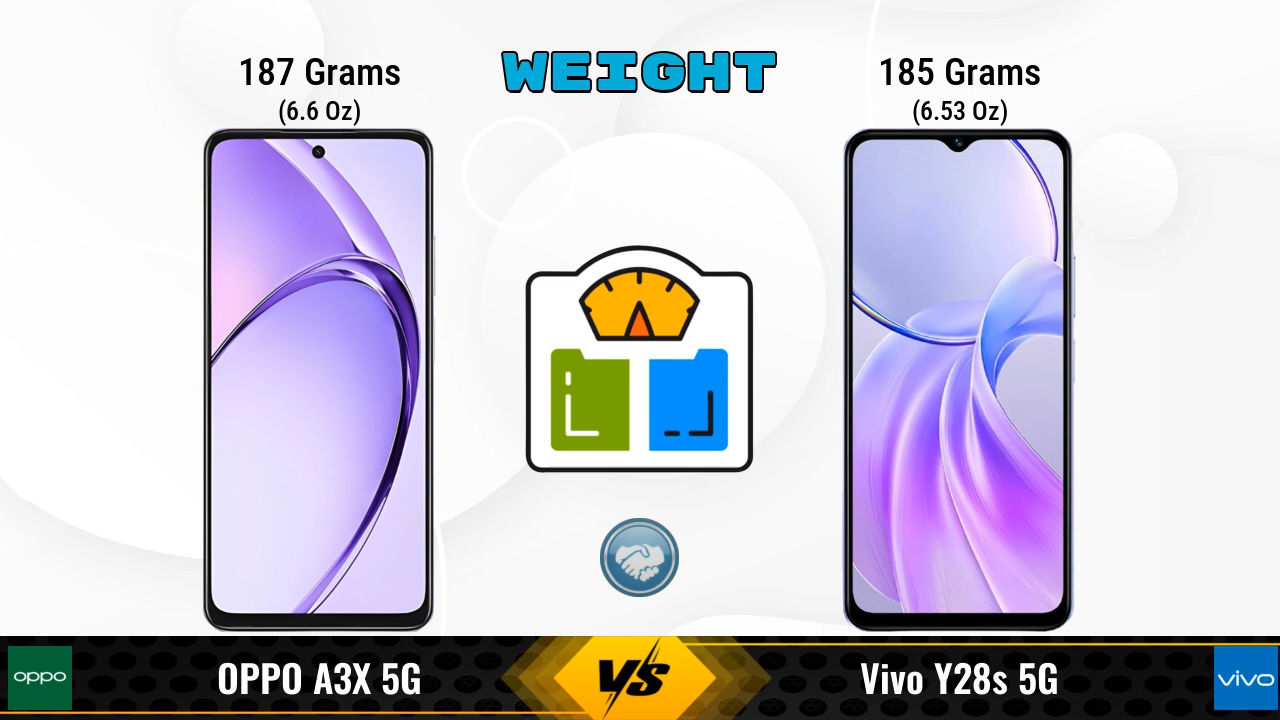 WEIGHT
187 Grams
(6.6 Oz)
185 Grams
(6.53 Oz)
oppo
OPPO A3X 5G
VS
Vivo Y28s 5G
vivo